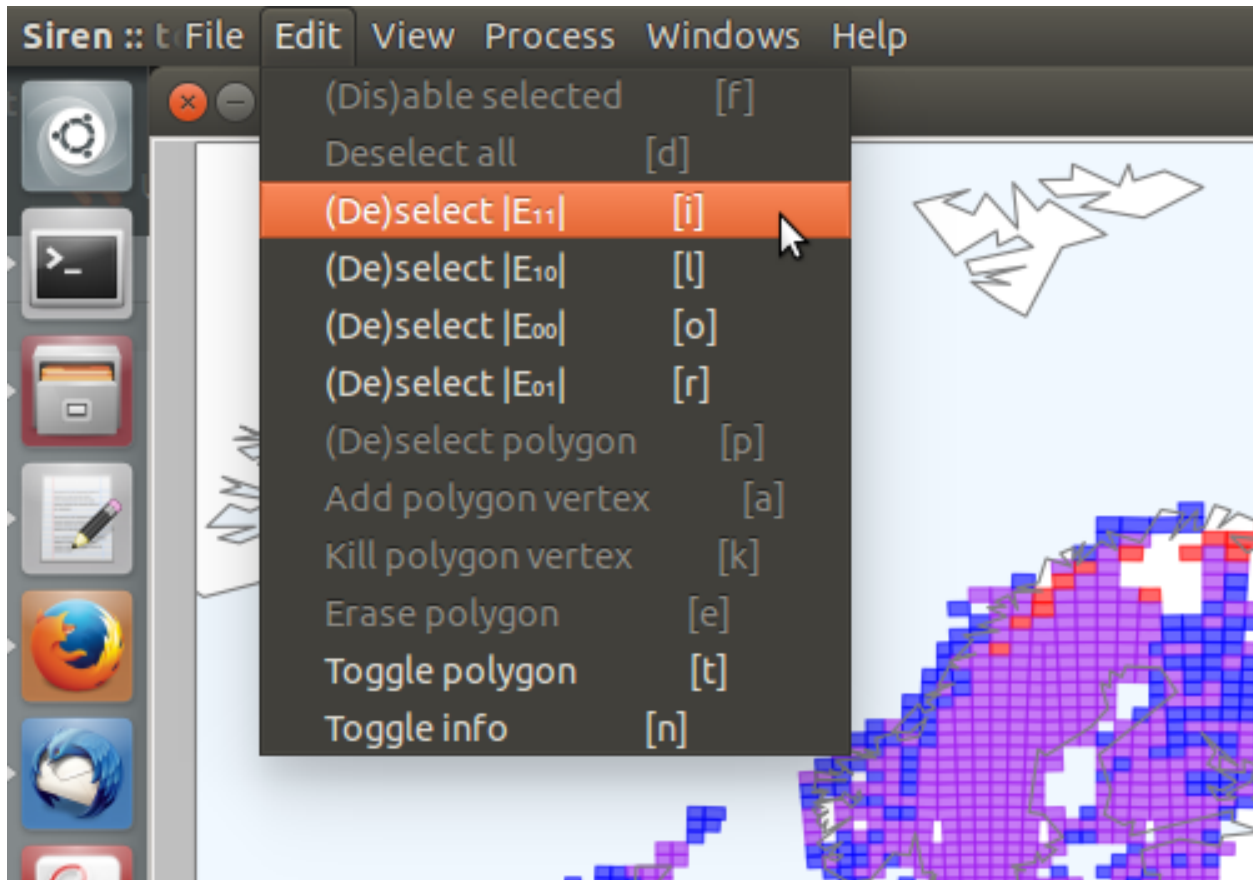 Siren :: t File Edit View Process Windows Help
(Dis)able selected [f]
Deselect all [d]
(De)select |E₁₁| [i]
(De)select |E₁₀| [l]
(De)select |E₀₀| [o]
(De)select |E₀₁| [r]
(De)select polygon [p]
Add polygon vertex [a]
Kill polygon vertex [k]
Erase polygon [e]
Toggle polygon [t]
Toggle info [n]
>_